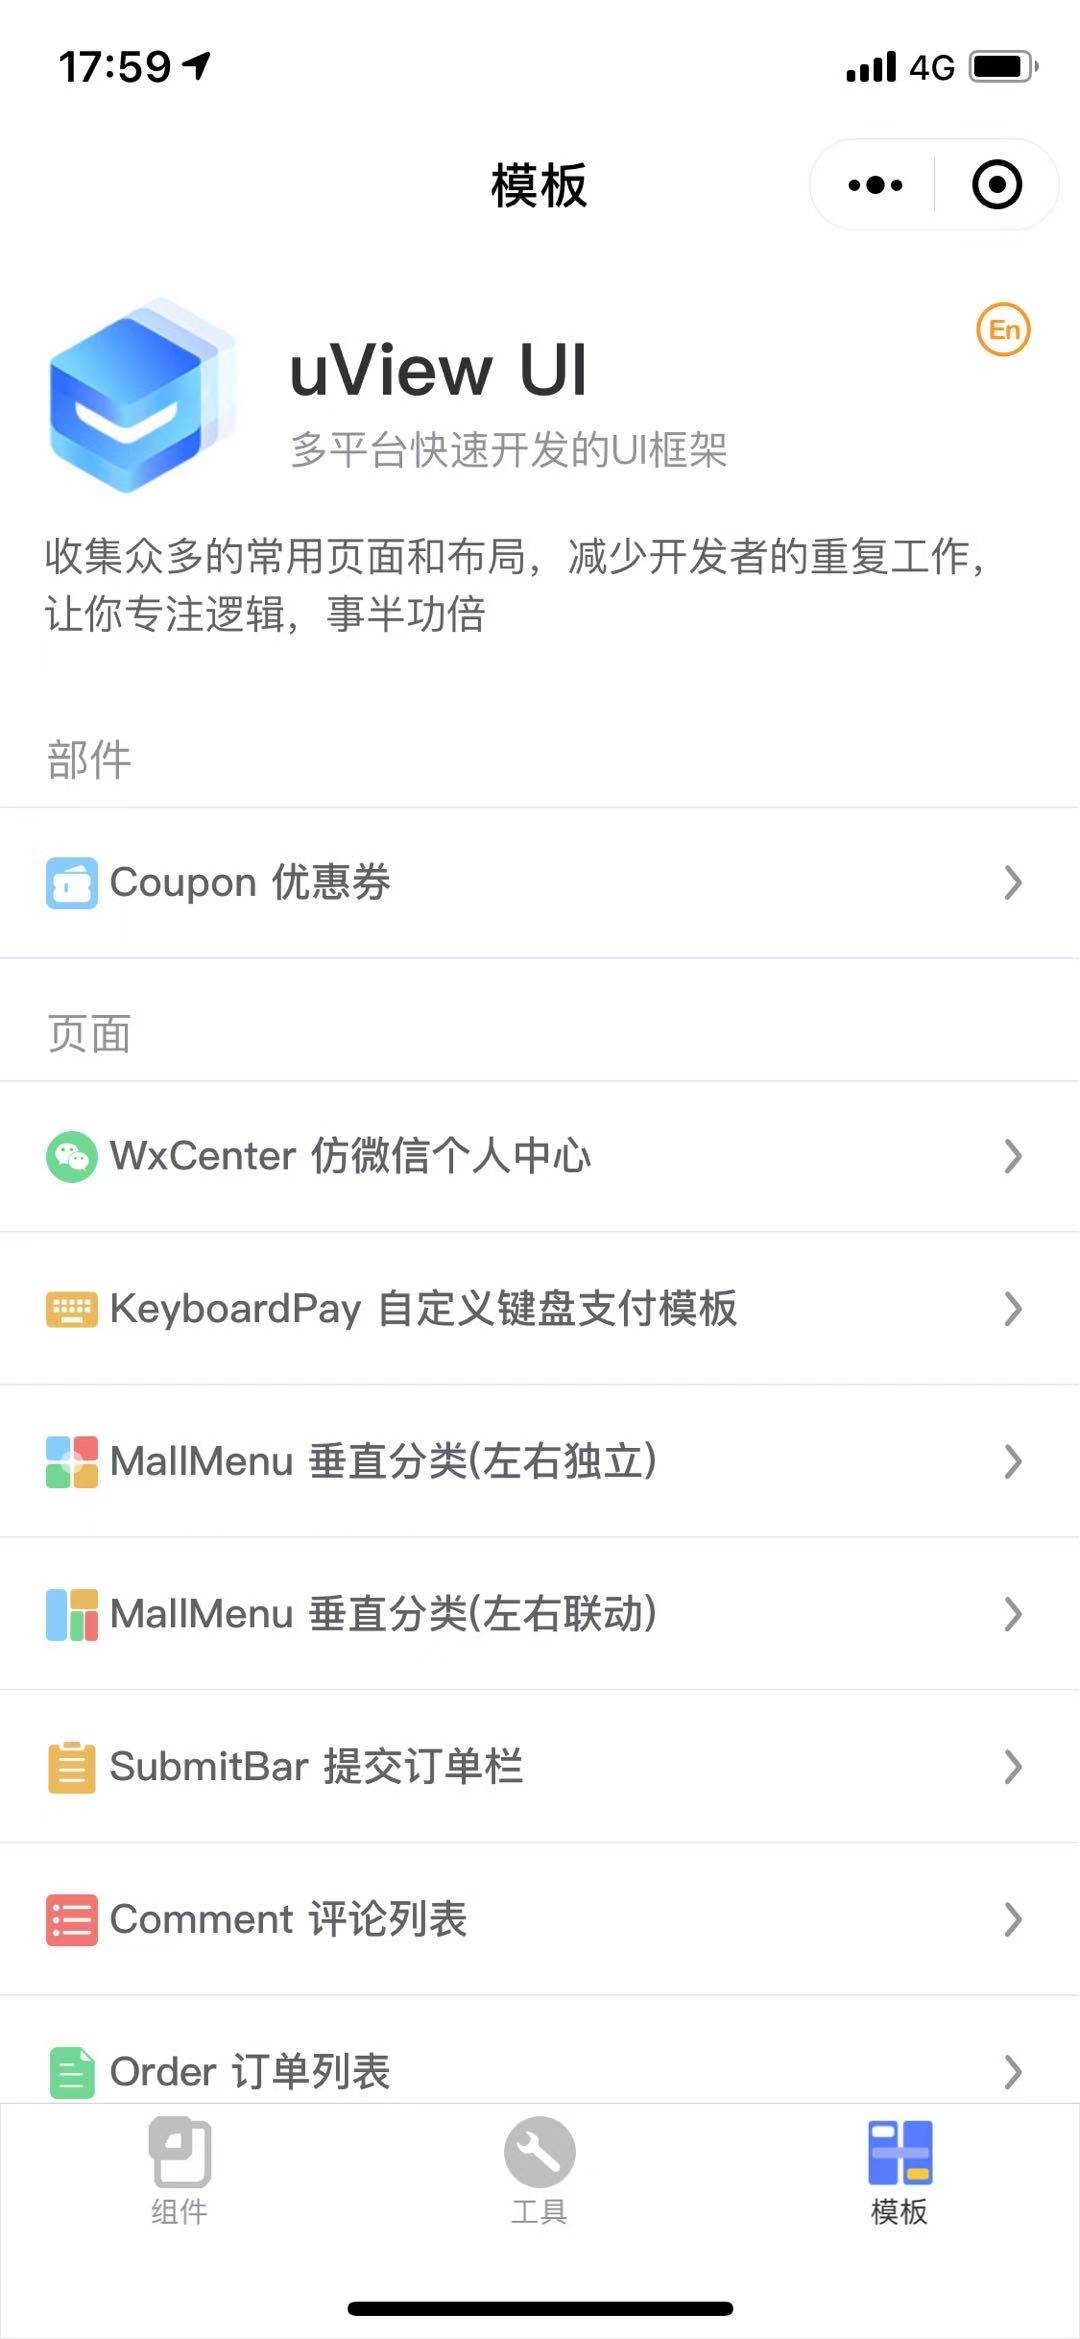 17:59
4G
模板
En
uView UI
多平台快速开发的UI框架
收集众多的常用页面和布局，减少开发者的重复工作，
让你专注逻辑，事半功倍
部件
Coupon 优惠券
页面
WxCenter 仿微信个人中心
KeyboardPay 自定义键盘支付模板
MallMenu 垂直分类(左右独立)
MallMenu 垂直分类(左右联动)
SubmitBar 提交订单栏
Comment 评论列表
Order 订单列表
组件
工具
模板